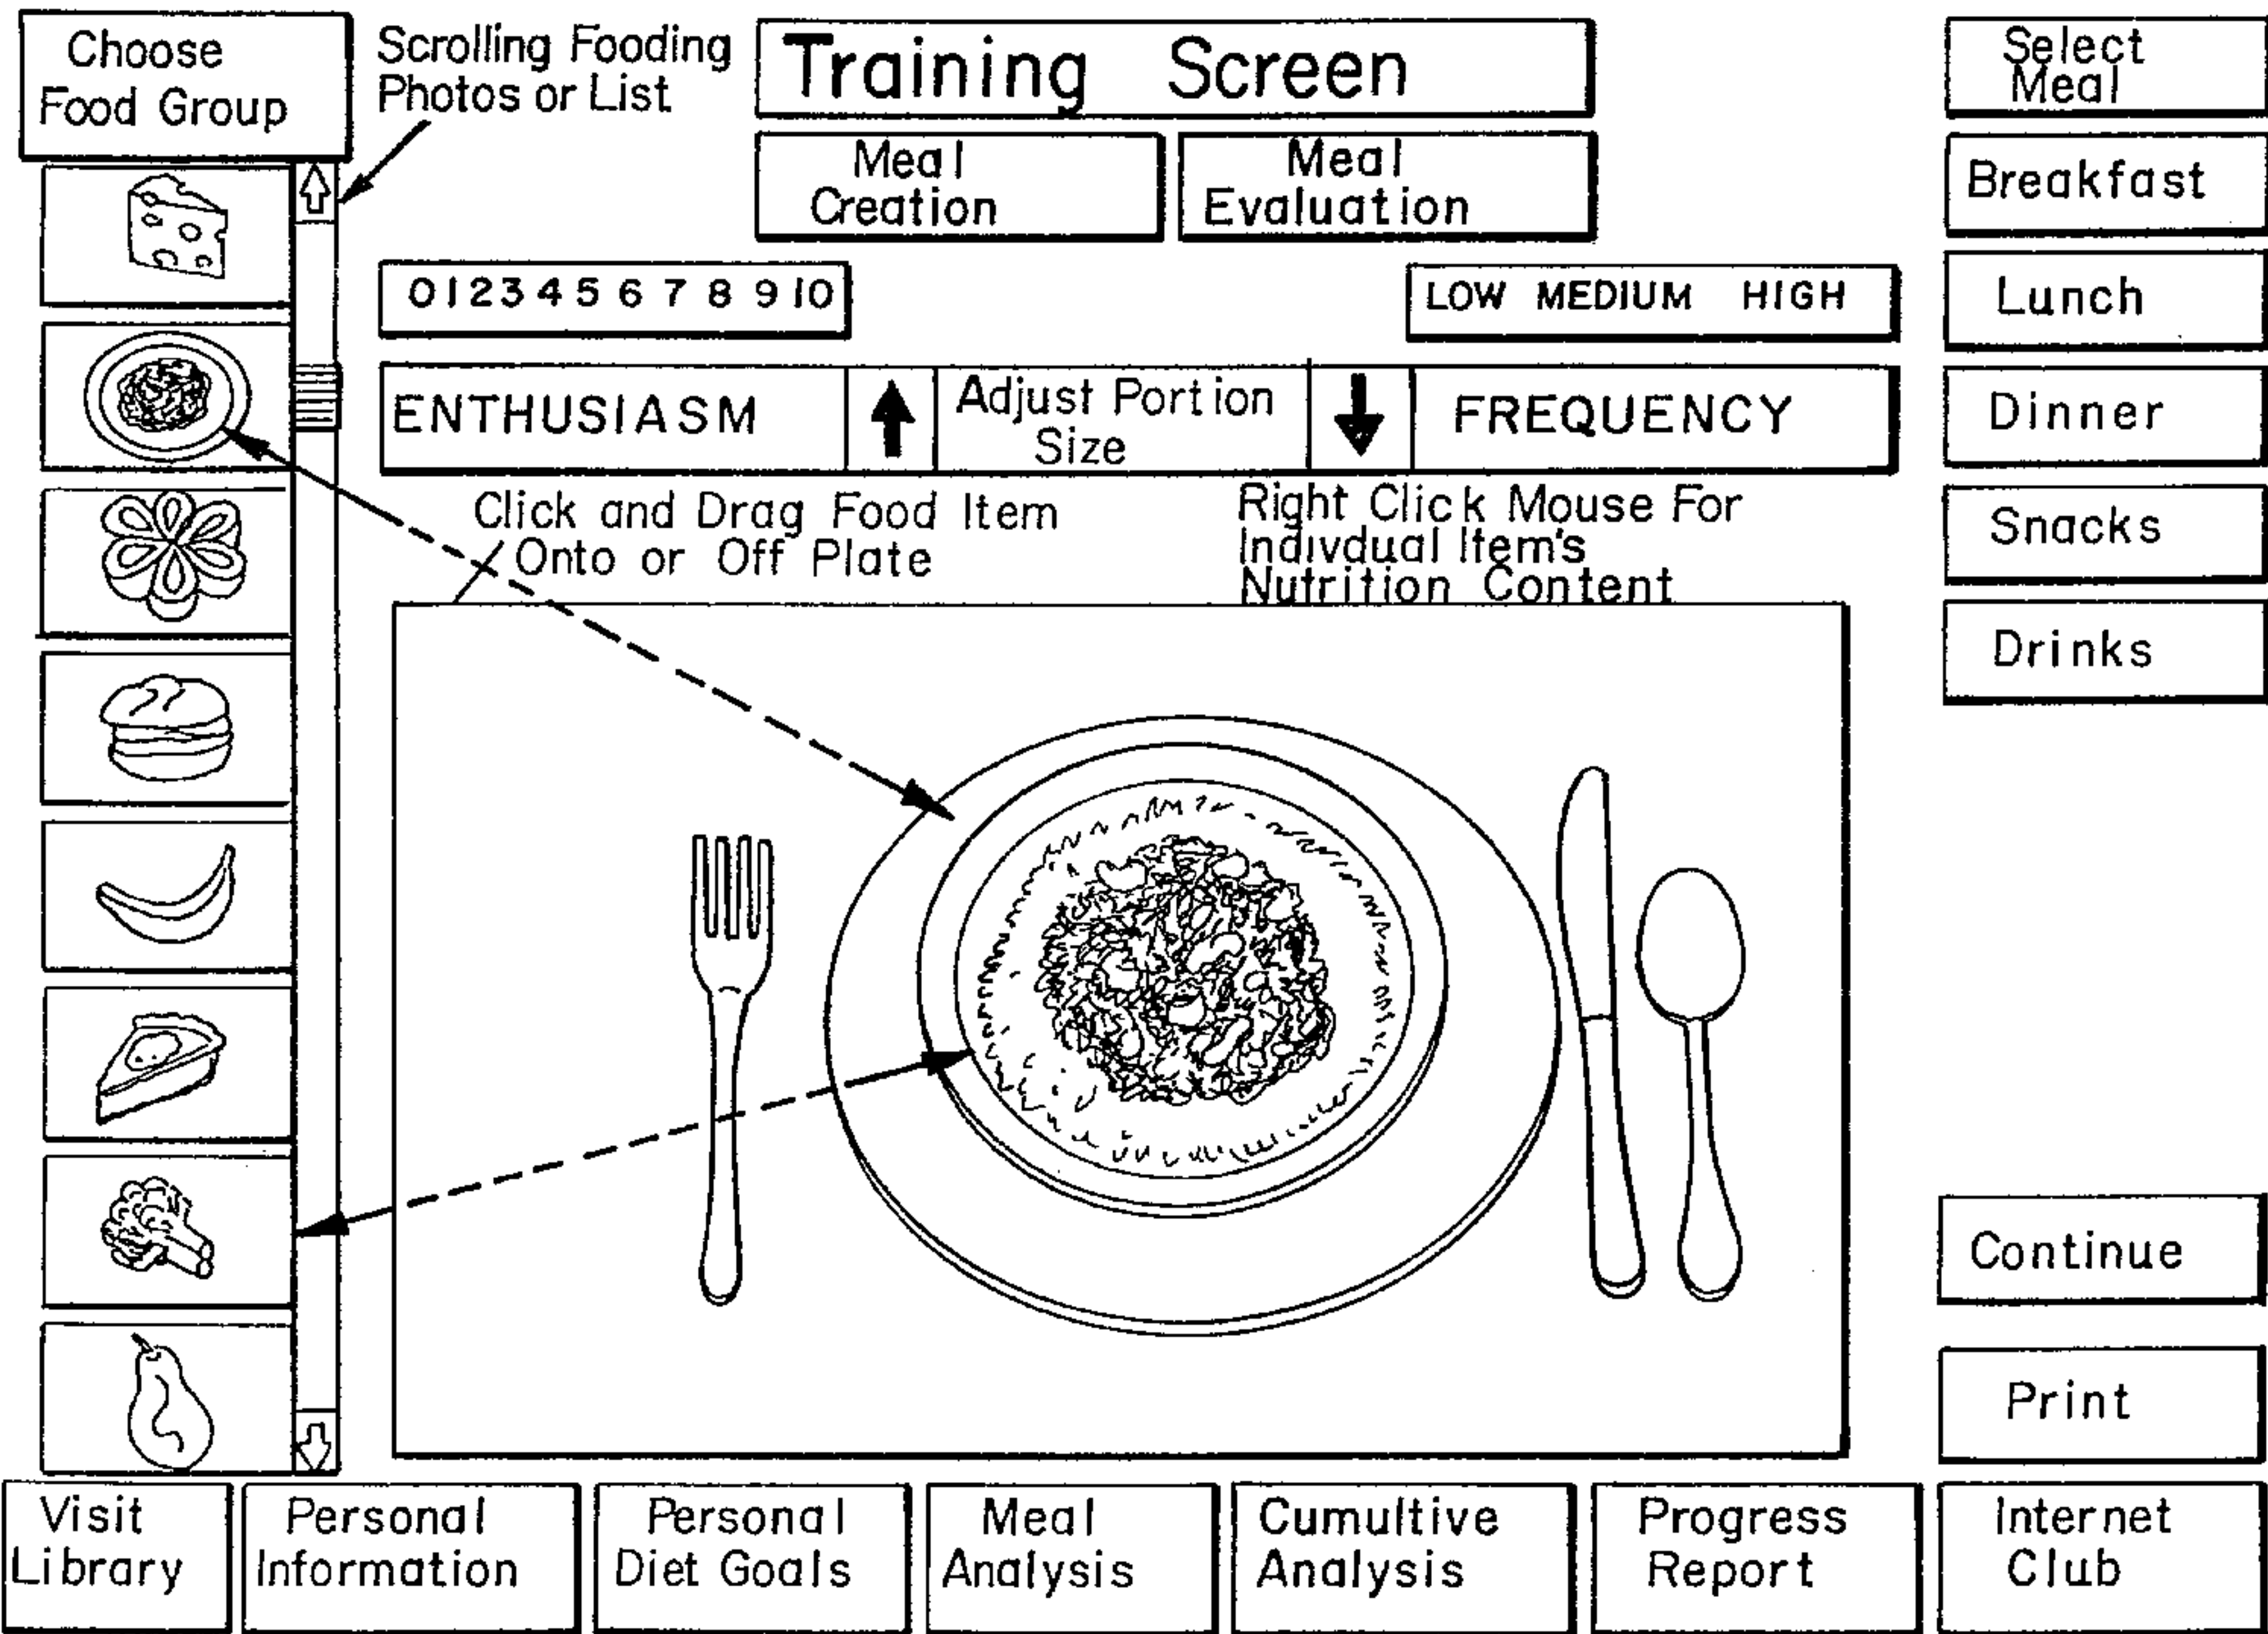 Choose
Food Group
Scrolling Fooding
Photos or List
Training Screen
Meal
Creation
Meal
Evaluation
0 1 2 3 4 5 6 7 8 9 10
LOW MEDIUM HIGH
ENTHUSIASM
Adjust Portion
Size
FREQUENCY
Click and Drag Food Item
Onto or Off Plate
Right Click Mouse For
Indivdual Item's
Nutrition Content
Select
Meal
Breakfast
Lunch
Dinner
Snacks
Drinks
Continue
Print
Visit
Library
Personal
Information
Personal
Diet Goals
Meal
Analysis
Cumultive
Analysis
Progress
Report
Internet
Club